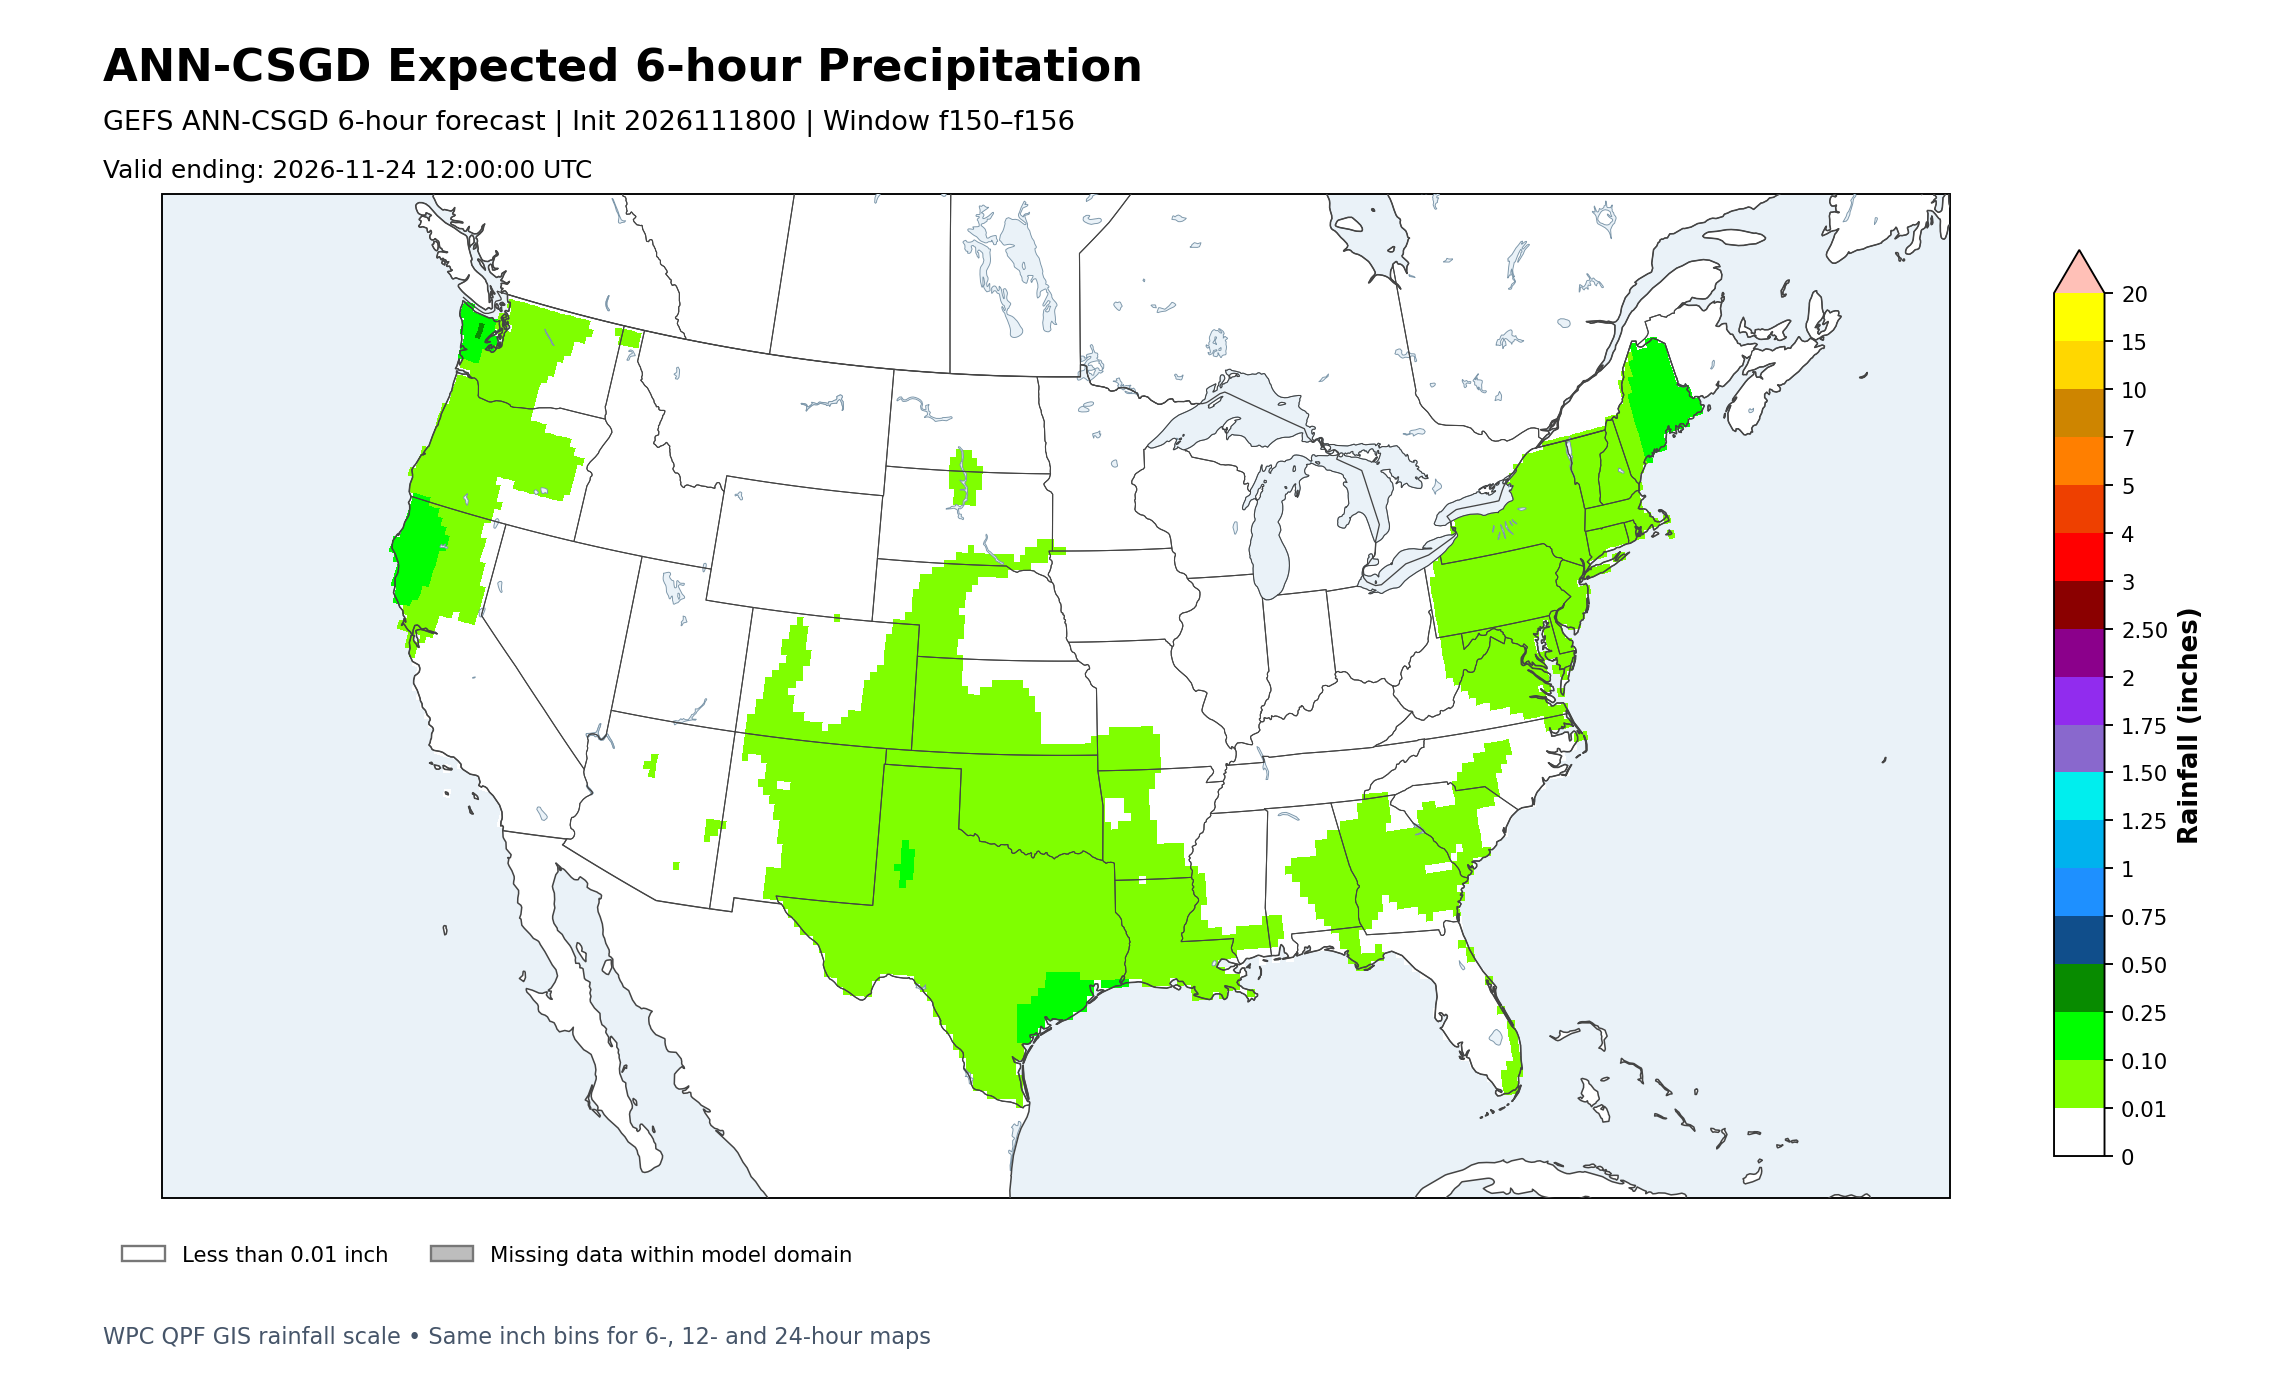 ANN-CSGD Expected 6-hour Precipitation
GEFS ANN-CSGD 6-hour forecast | Init 2026111800 | Window f150–f156
Valid ending: 2026-11-24 12:00:00 UTC
20
15
10
7
5
4
3
2.50
2
1.75
1.50
1.25
1
0.75
0.50
0.25
0.10
0.01
0
Rainfall (inches)
Less than 0.01 inch
Missing data within model domain
WPC QPF GIS rainfall scale • Same inch bins for 6-, 12- and 24-hour maps